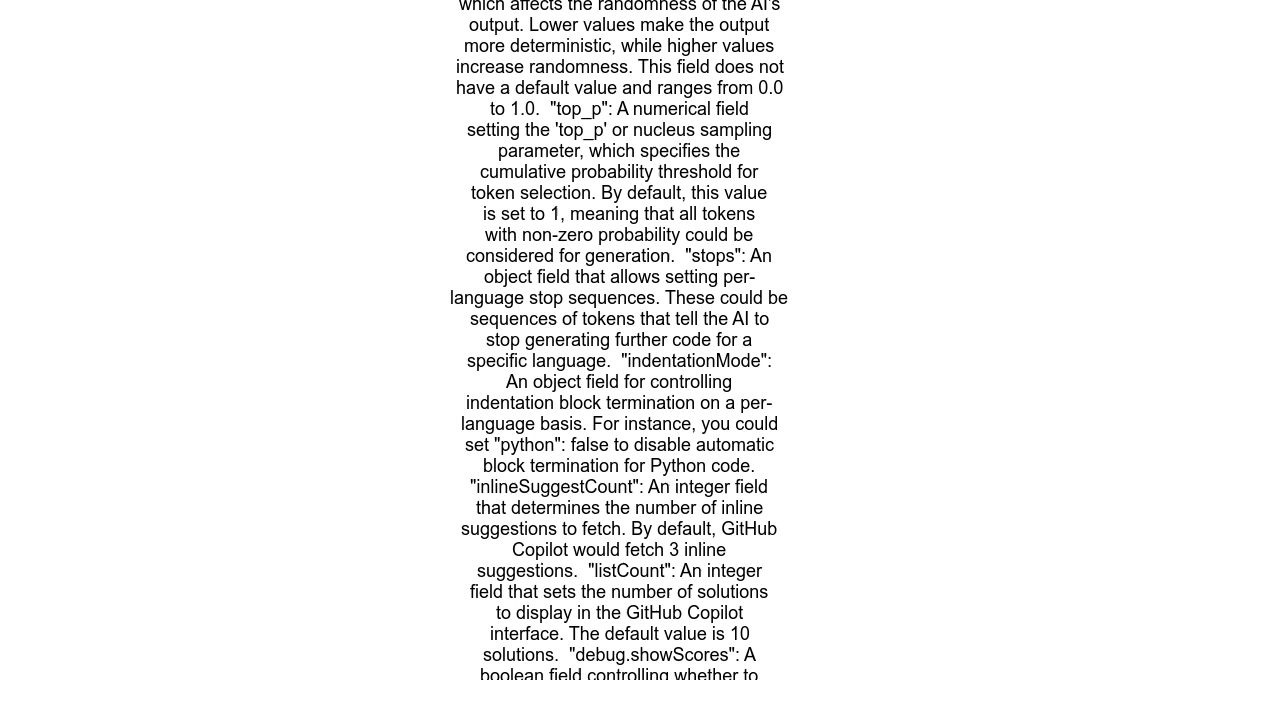 which affects the randomness of the AI's
output. Lower values make the output
more deterministic, while higher values
increase randomness. This field does not
have a default value and ranges from 0.0
to 1.0.  "top_p": A numerical field
setting the 'top_p' or nucleus sampling
parameter, which specifies the
cumulative probability threshold for
token selection. By default, this value
is set to 1, meaning that all tokens
with non-zero probability could be
considered for generation.  "stops": An
object field that allows setting per-
language stop sequences. These could be
sequences of tokens that tell the AI to
stop generating further code for a
specific language.  "indentationMode":
An object field for controlling
indentation block termination on a per-
language basis. For instance, you could
set "python": false to disable automatic
block termination for Python code.
"inlineSuggestCount": An integer field
that determines the number of inline
suggestions to fetch. By default, GitHub
Copilot would fetch 3 inline
suggestions.  "listCount": An integer
field that sets the number of solutions
to display in the GitHub Copilot
interface. The default value is 10
solutions.  "debug.showScores": A
boolean field controlling whether to